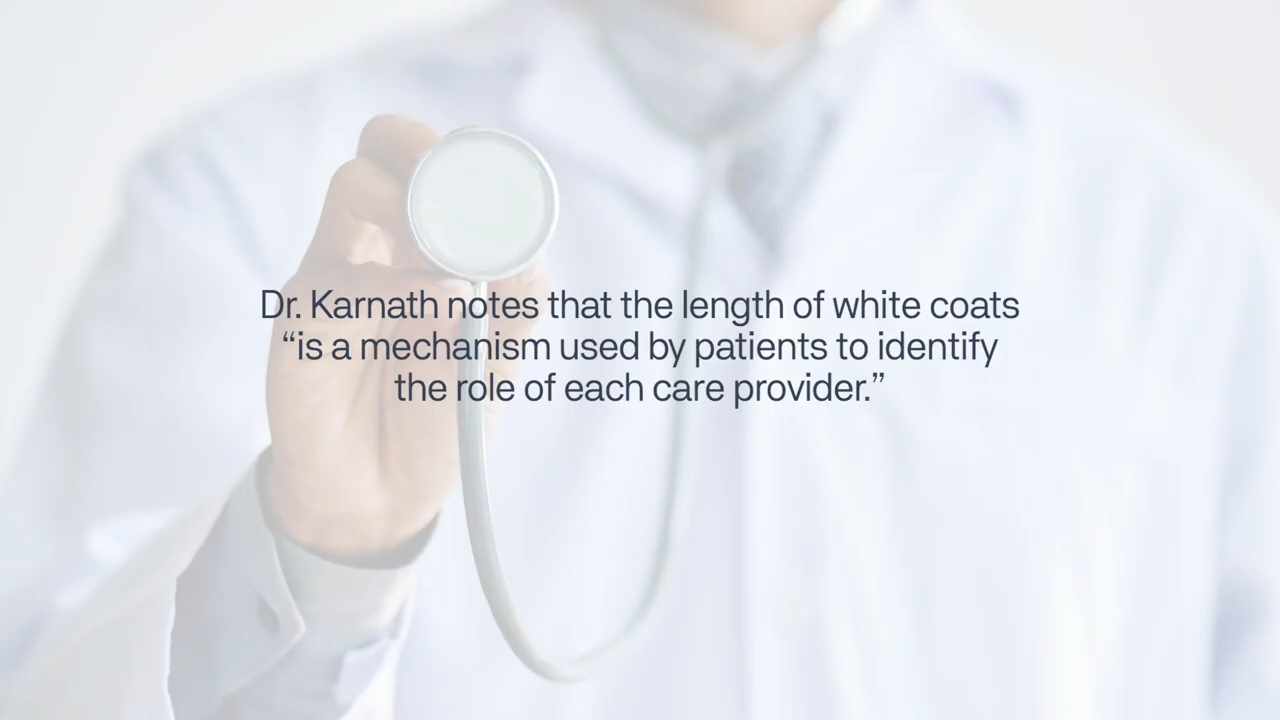 Dr. Karnath notes that the length of white coats
“is a mechanism used by patients to identify
the role of each care provider.”